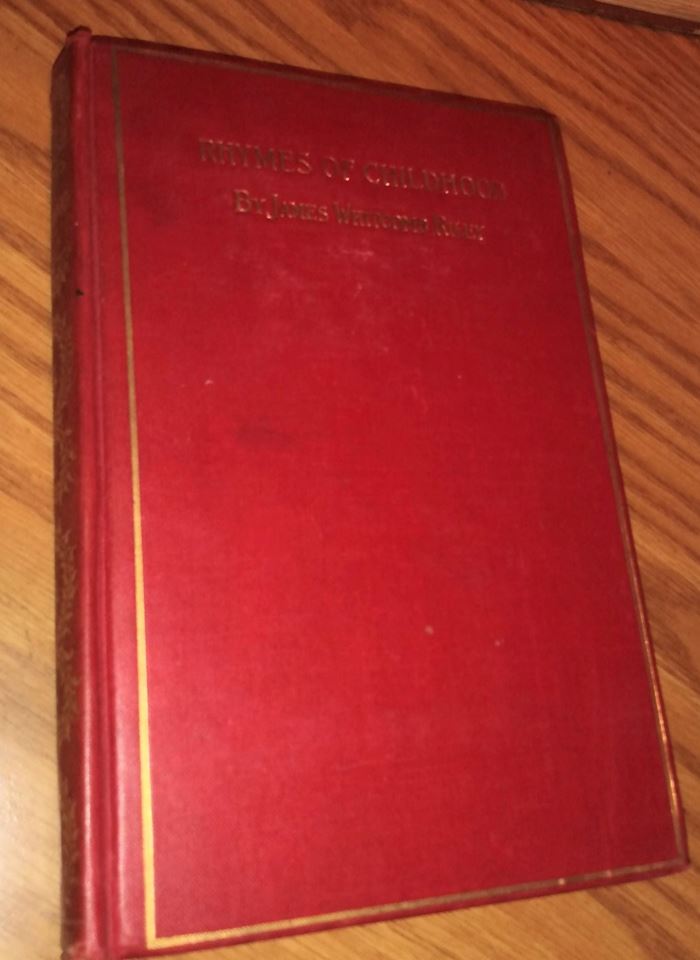 RHYMES OF CHILDHOOD
BY JAMES WHITCOMB RILEY